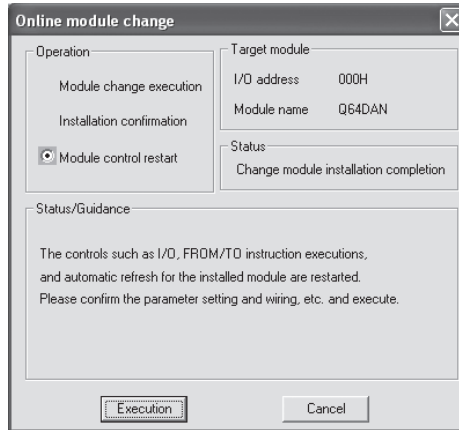 Online module change
Operation
Module change execution
Installation confirmation
Module control restart
Target module
I/O address 000H
Module name Q64DAN
Status
Change module installation completion
Status/Guidance
The controls such as I/O, FROM/TO instruction executions,
and automatic refresh for the installed module are restarted.
Please confirm the parameter setting and wiring, etc. and execute.
Execution Cancel